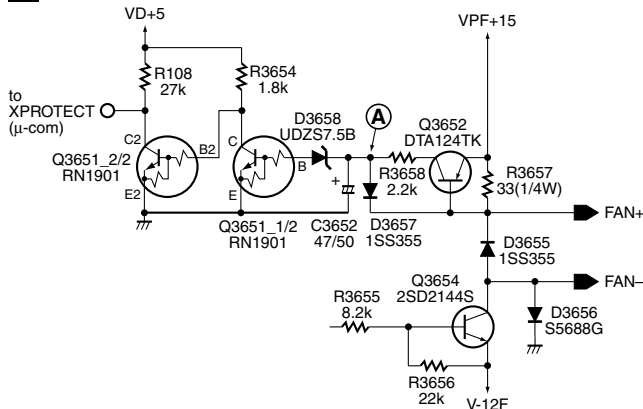 VD+5
VPF+15
R108
27k
R3654
1.8k
to
XPROTECT
(μ-com)
D3658
UDZS7.5B
A
Q3652
DTA124TK
C2
B2
C
B
Q3651_2/2
RN1901
E2
E
R3658
2.2k
R3657
33(1/4W)
+
Q3651_1/2
RN1901
C3652
47/50
D3657
1SS355
FAN+
D3655
1SS355
Q3654
2SD2144S
FAN–
R3655
8.2k
D3656
S5688G
R3656
22k
V-12F